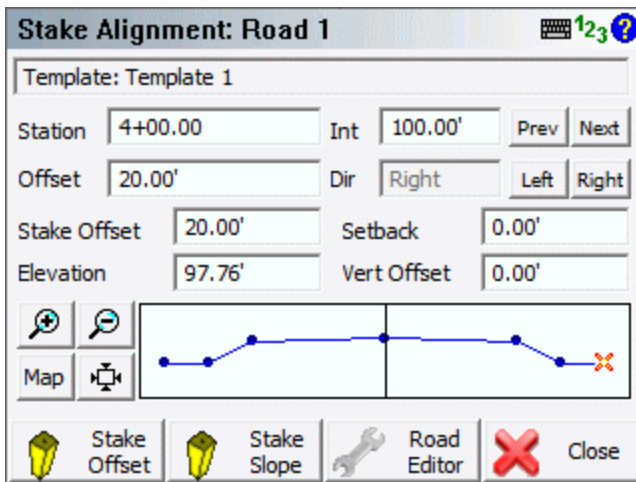 Stake Alignment: Road 1 123 ?
Template: Template 1
Station 4+00.00 Int 100.00' Prev Next
Offset 20.00' Dir Right Left Right
Stake Offset 20.00' Setback 0.00'
Elevation 97.76' Vert Offset 0.00'
Map
Stake Offset Stake Slope Road Editor Close